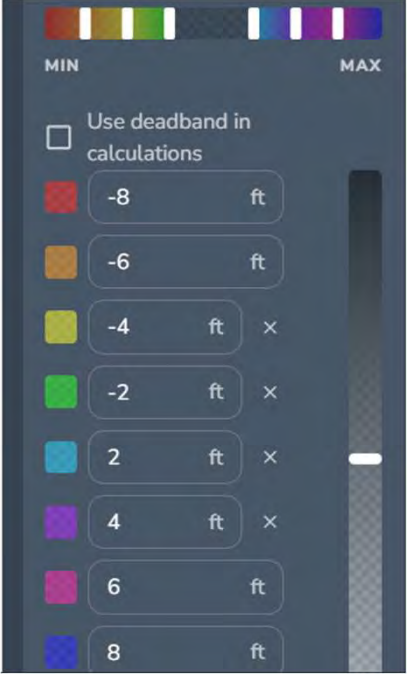 MIN MAX
Use deadband in
calculations
-8 ft
-6 ft
-4 ft ×
-2 ft ×
2 ft ×
4 ft ×
6 ft
8 ft